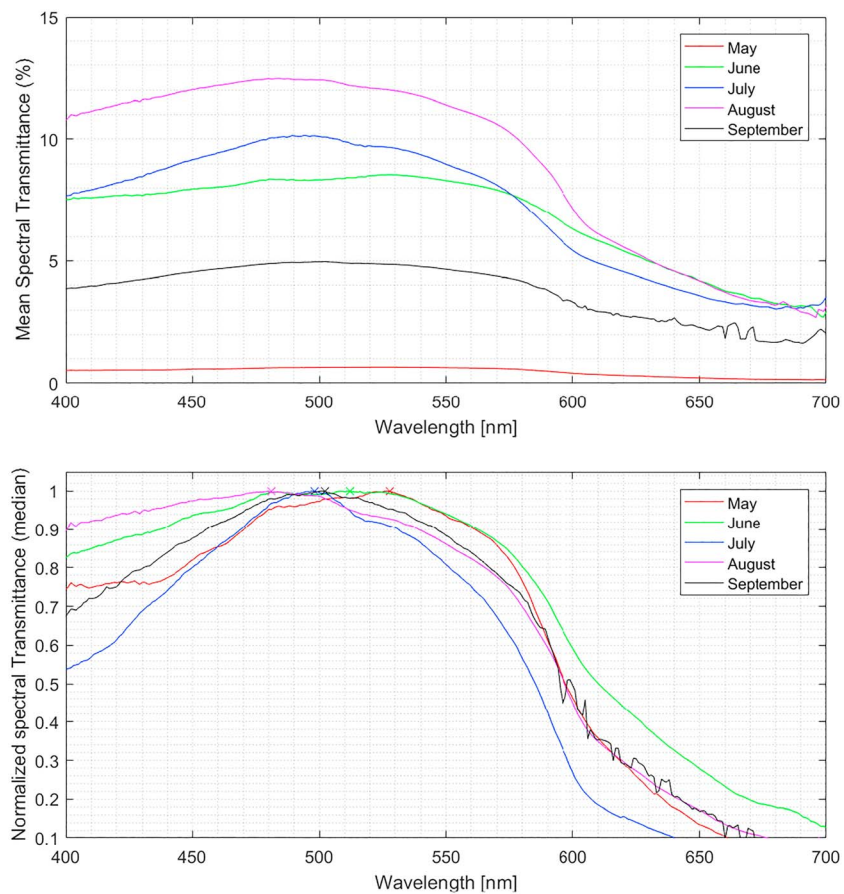 15
10
5
0
Mean Spectral Transmittance (%)
May
June
July
August
September
400 450 500 550 600 650 700
Wavelength [nm]
1
0.9
0.8
0.7
0.6
0.5
0.4
0.3
0.2
0.1
Normalized spectral Transmittance (median)
May
June
July
August
September
400 450 500 550 600 650 700
Wavelength [nm]